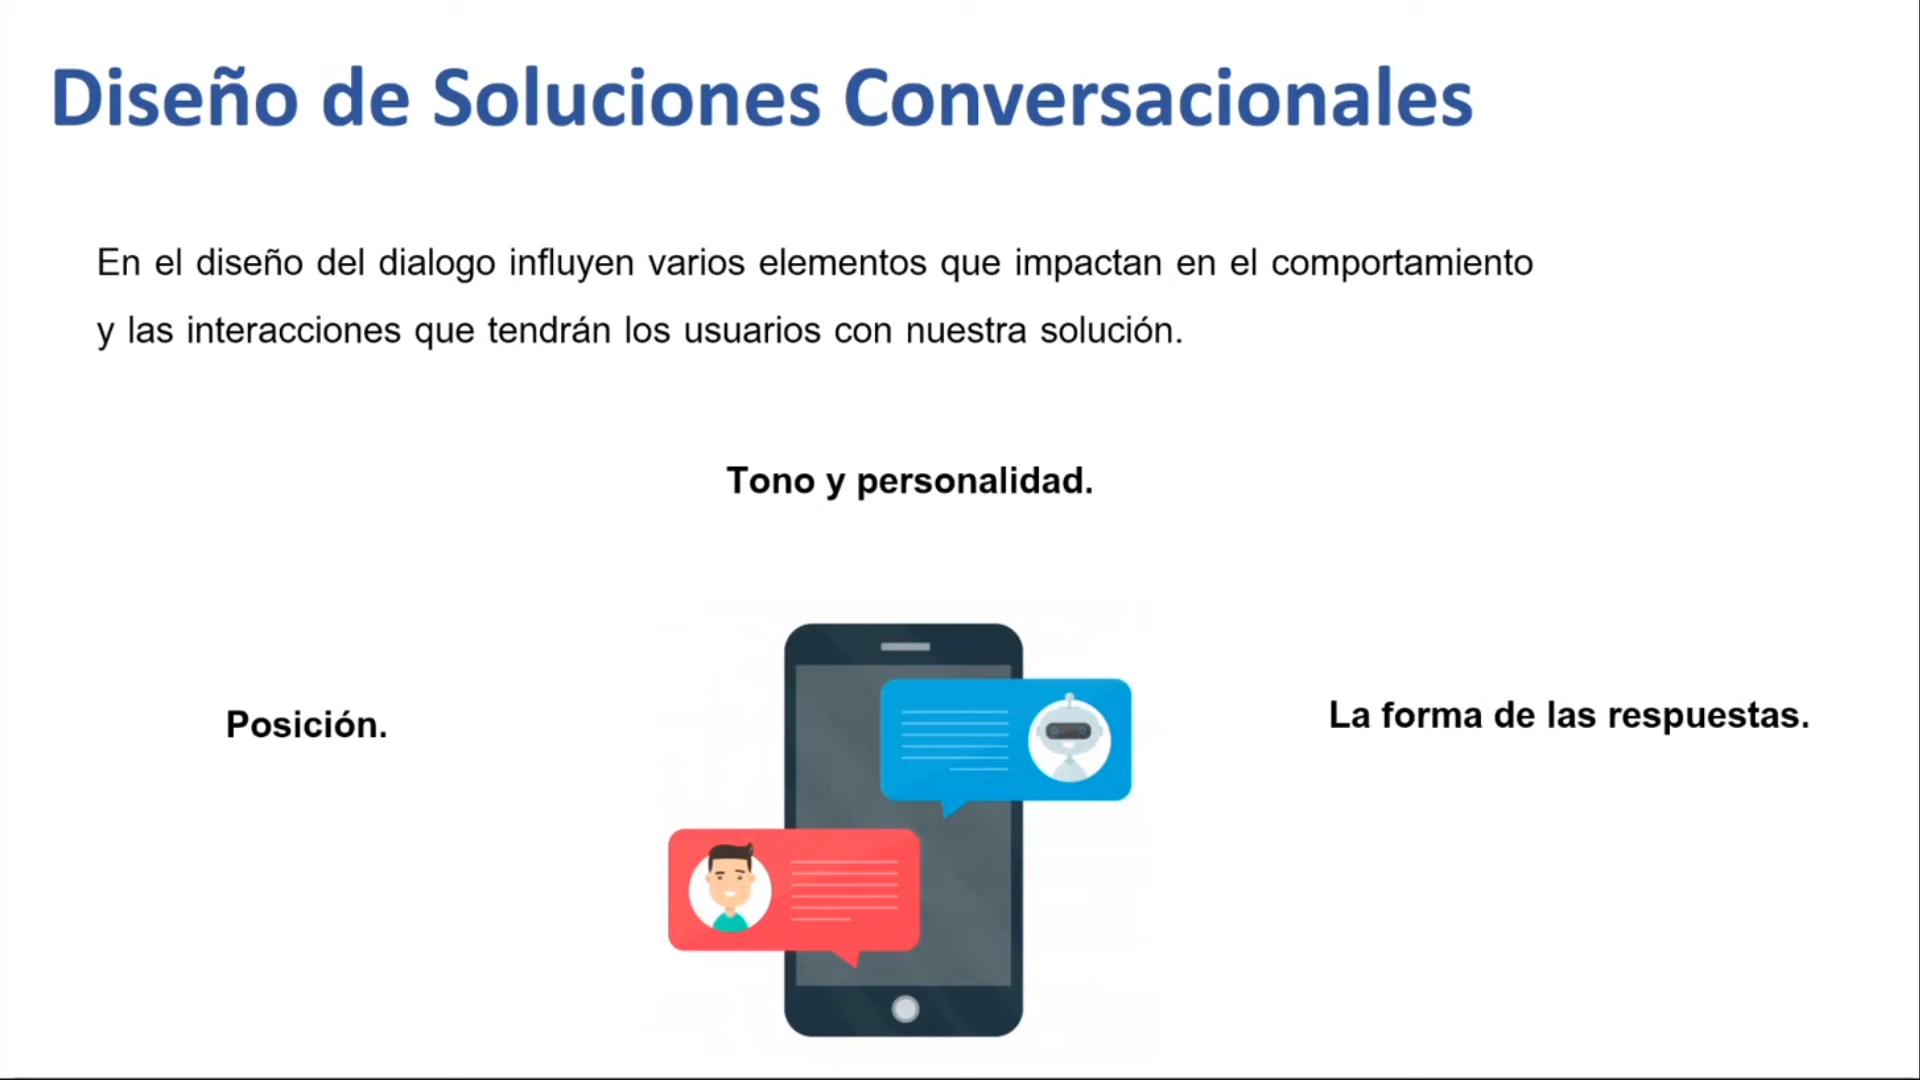 Diseño de Soluciones Conversacionales
En el diseño del dialogo influyen varios elementos que impactan en el comportamiento
y las interacciones que tendrán los usuarios con nuestra solución.
Tono y personalidad.
Posición.
La forma de las respuestas.